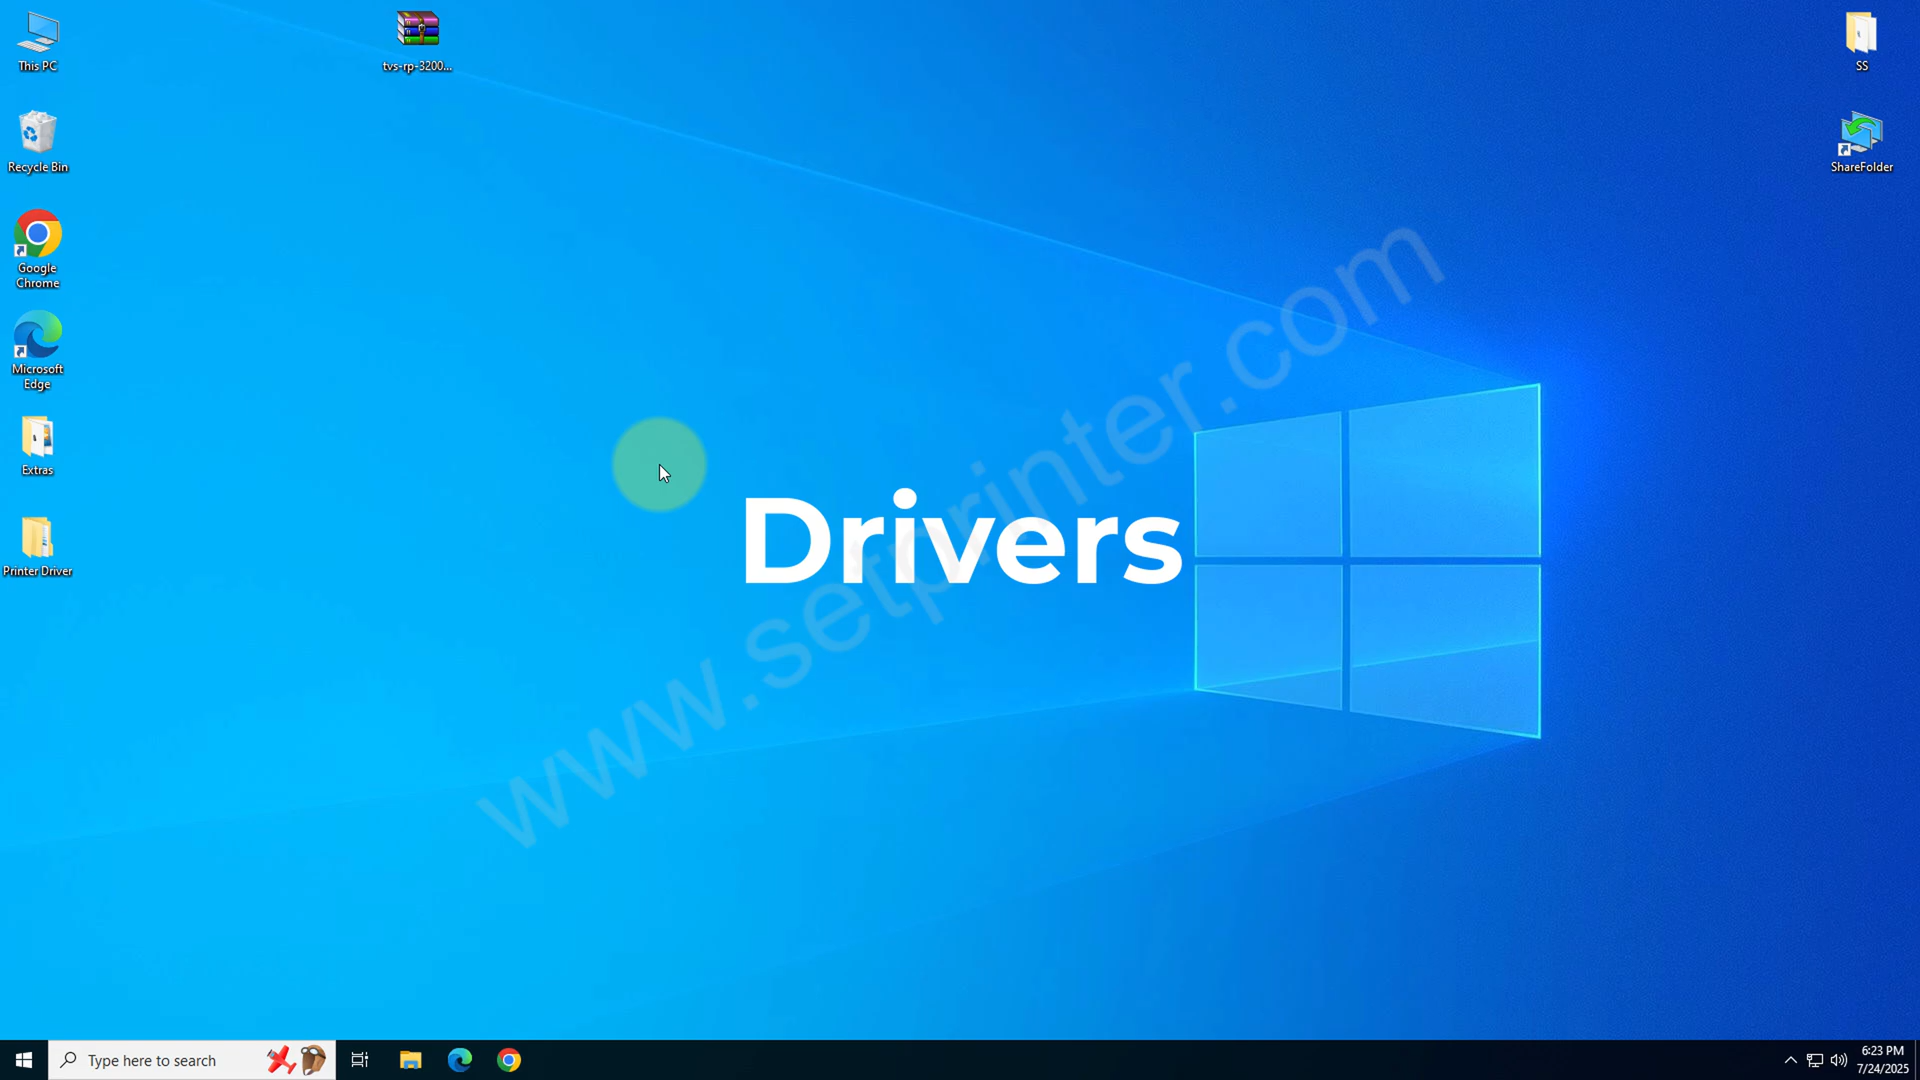 This PC
tvs-rp-3200...
SS
Recycle Bin
ShareFolder
Google
Chrome
Microsoft
Edge
Extras
Printer Driver
Drivers
www.setprinter.com
Type here to search
6:23 PM
7/24/2025